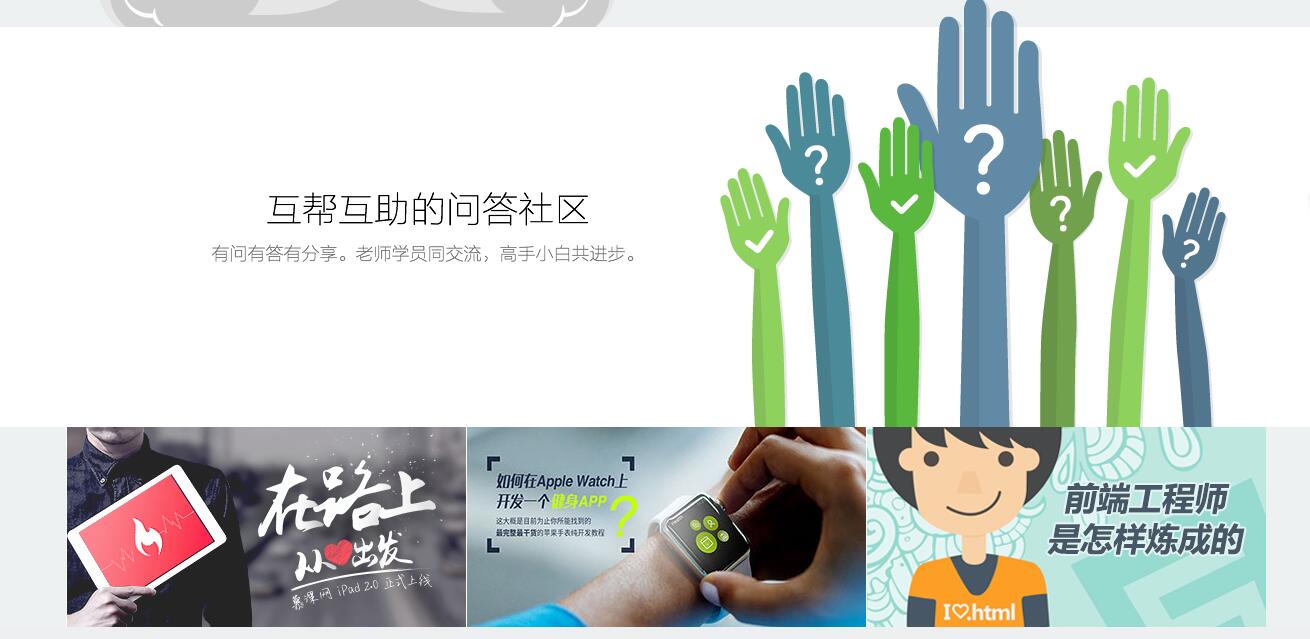 互帮互助的问答社区
有问有答有分享。老师学员同交流，高手小白共进步。
在路上
从❤出发
慕课网 iPad 2.0 正式上线
如何在Apple Watch上
开发一个 健身APP
?
这大概是目前为止你所能找到的
最完整最干货的苹果手表纯开发教程
前端工程师
是怎样炼成的
I♡.html